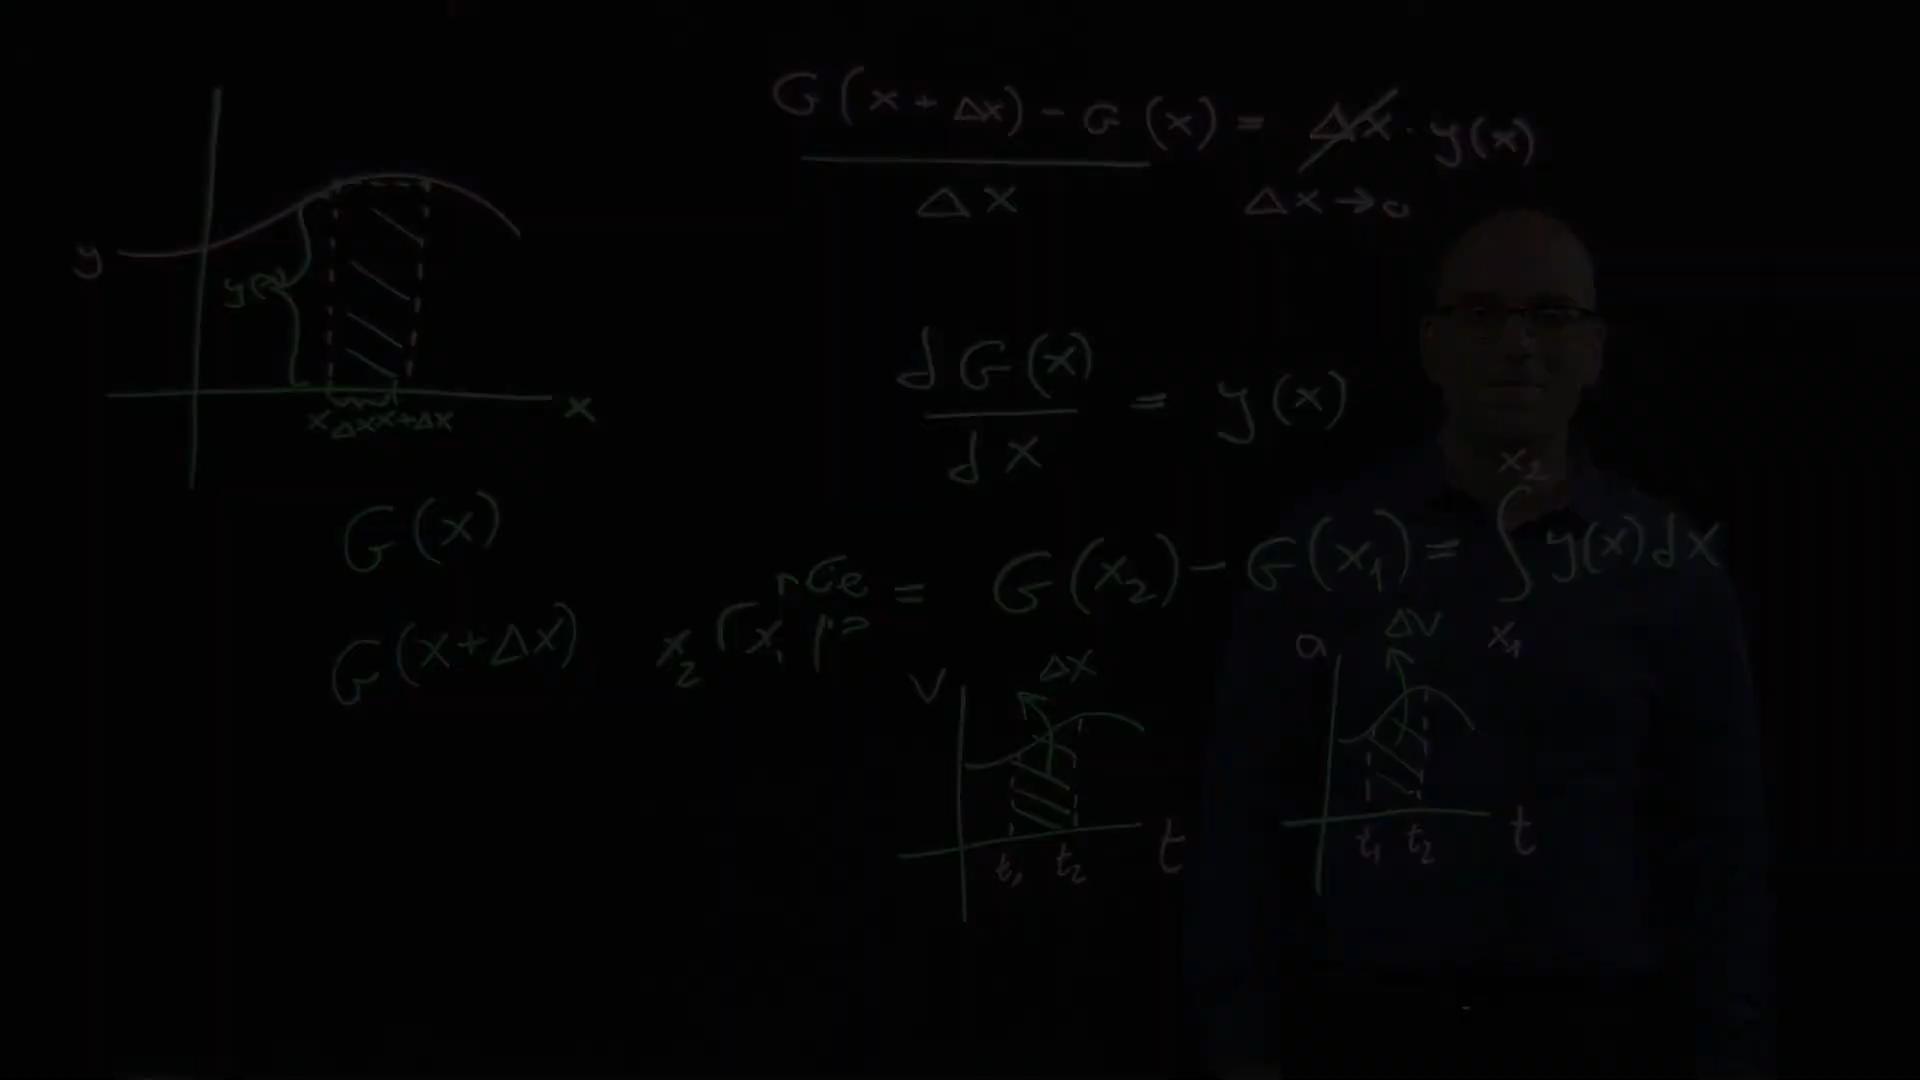 G(x + Δx) - G(x) = Δx · y(x)
Δx Δx → 0
y
y(x)
x Δx x+Δx x
dG(x)
dx
= y(x)
G(x)
G(x+Δx)
= G(x₂) - G(x₁) = ∫ y(x)dx
x₂
x₁
V Δx
t₁ t₂ t
a ΔV
t₁ t₂ t